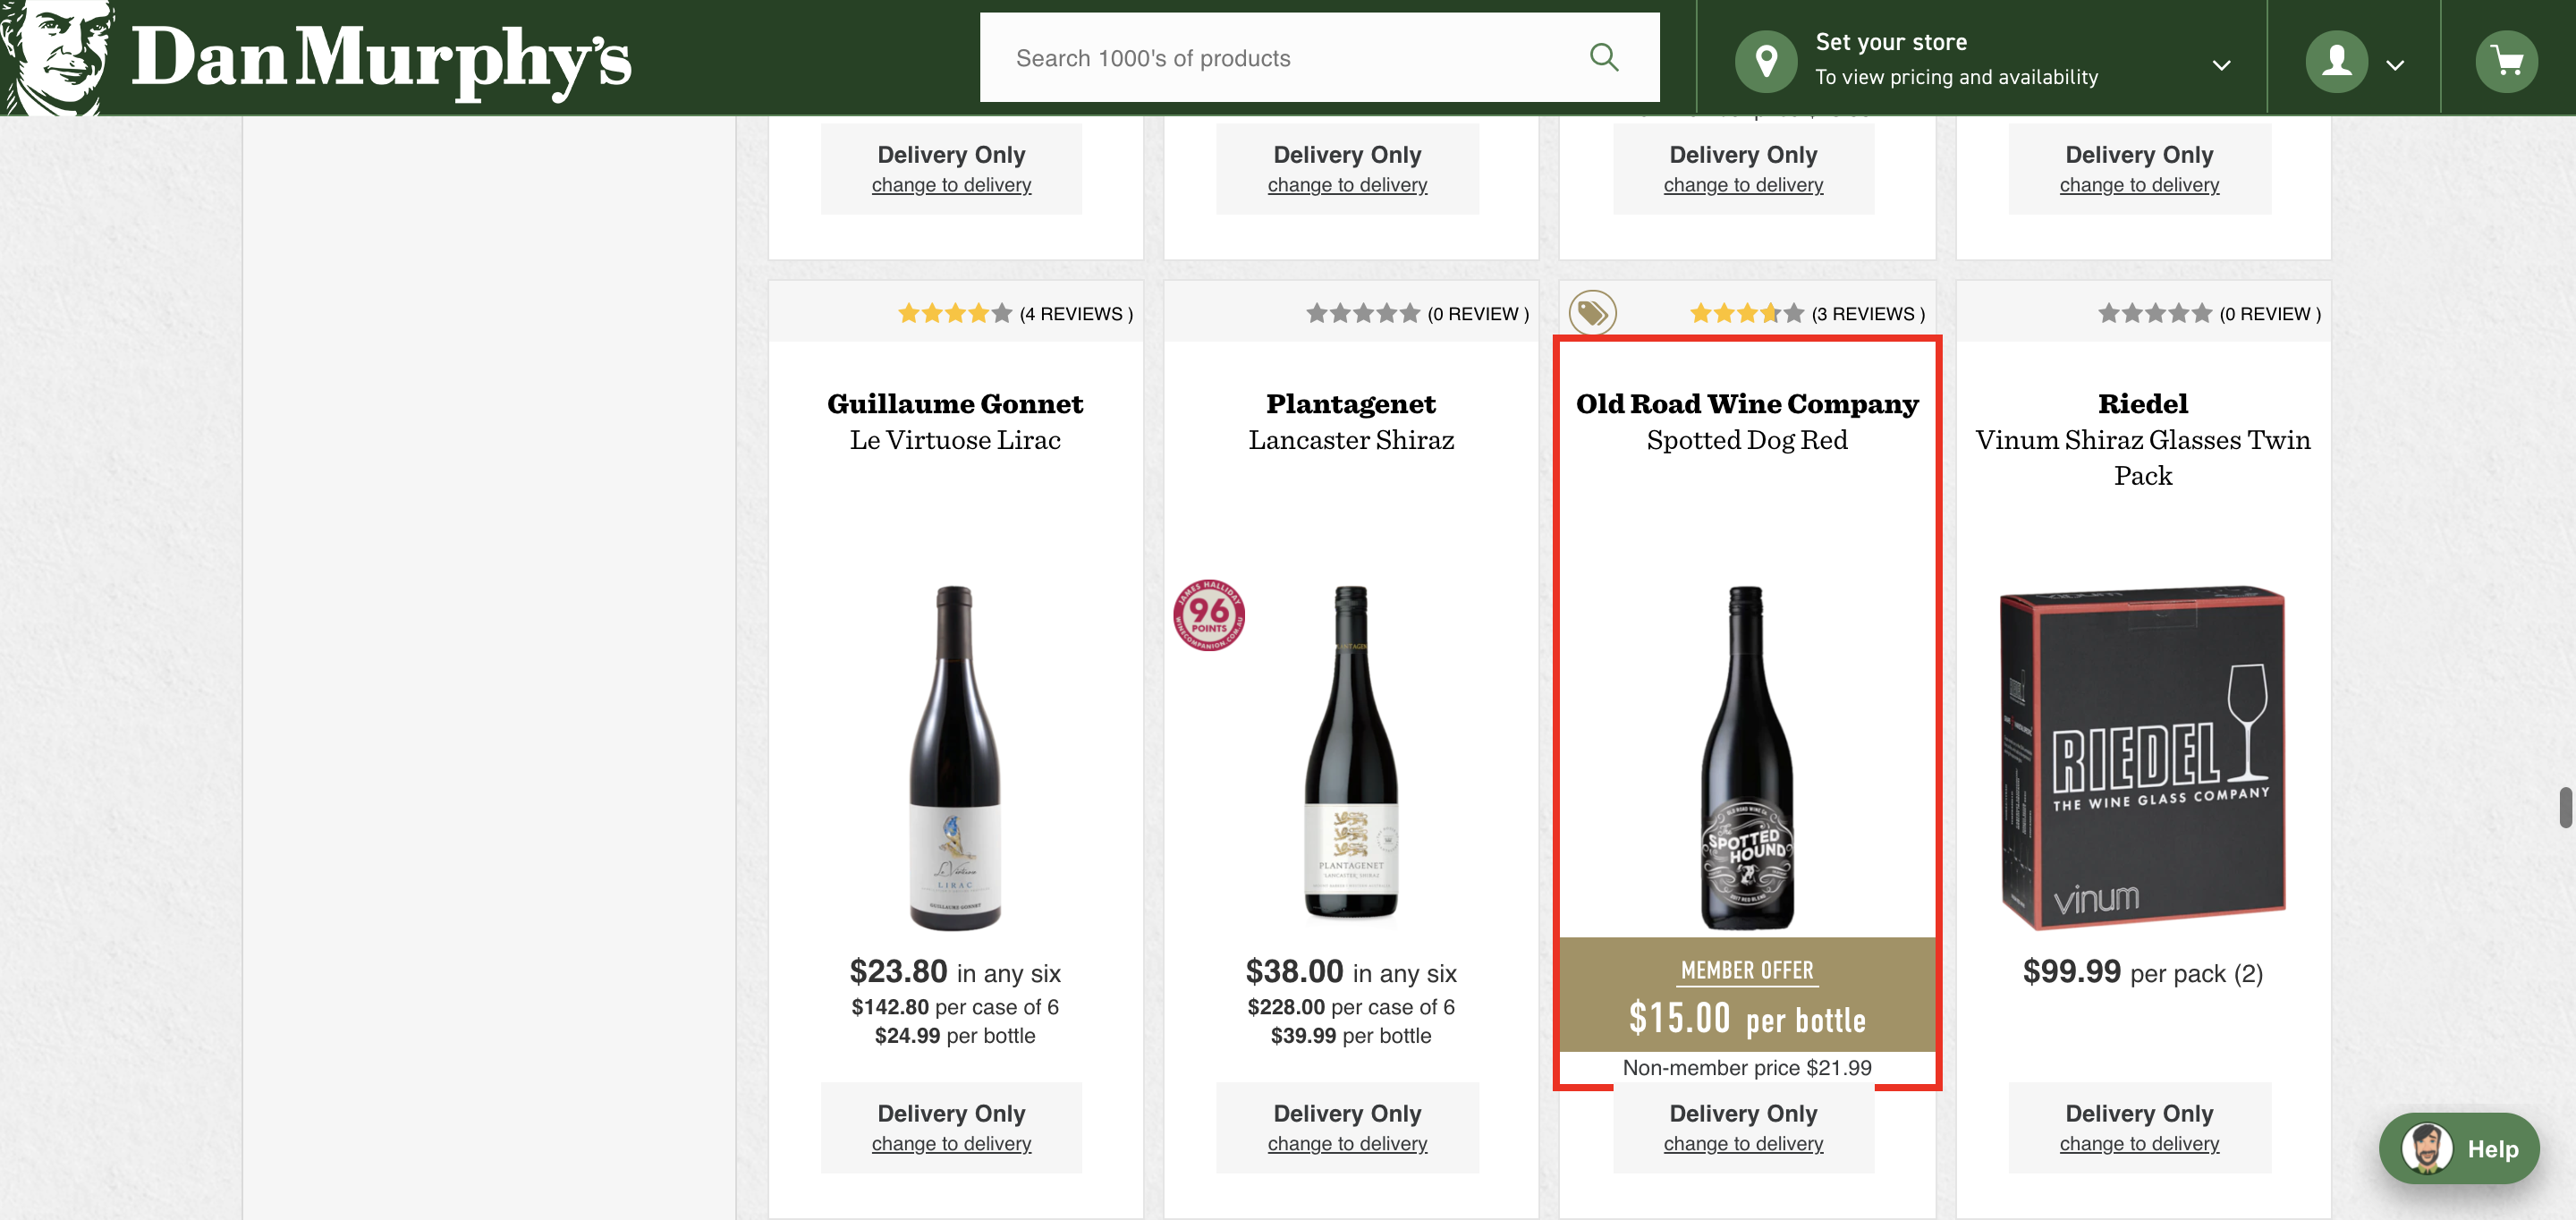 Dan Murphy's
Search 1000's of products
Set your store
To view pricing and availability
Delivery Only
change to delivery
Delivery Only
change to delivery
Delivery Only
change to delivery
Delivery Only
change to delivery
(4 REVIEWS )
Guillaume Gonnet
Le Virtuose Lirac
LIRAC
GUILLAUME GONNET
$23.80 in any six
$142.80 per case of 6
$24.99 per bottle
Delivery Only
change to delivery
(0 REVIEW )
Plantagenet
Lancaster Shiraz
JAMES HALLIDAY
96
POINTS
WINECOMPANION.COM.AU
PLANTAGENET
LANCASTER, SHIRAZ
$38.00 in any six
$228.00 per case of 6
$39.99 per bottle
Delivery Only
change to delivery
(3 REVIEWS )
Old Road Wine Company
Spotted Dog Red
OLD ROAD WINE CO.
The
SPOTTED
HOUND
$15.00 per bottle
MEMBER OFFER
Non-member price $21.99
Delivery Only
change to delivery
(0 REVIEW )
Riedel
Vinum Shiraz Glasses Twin
Pack
RIEDEL
THE WINE GLASS COMPANY
vinum
$99.99 per pack (2)
Delivery Only
change to delivery
Help